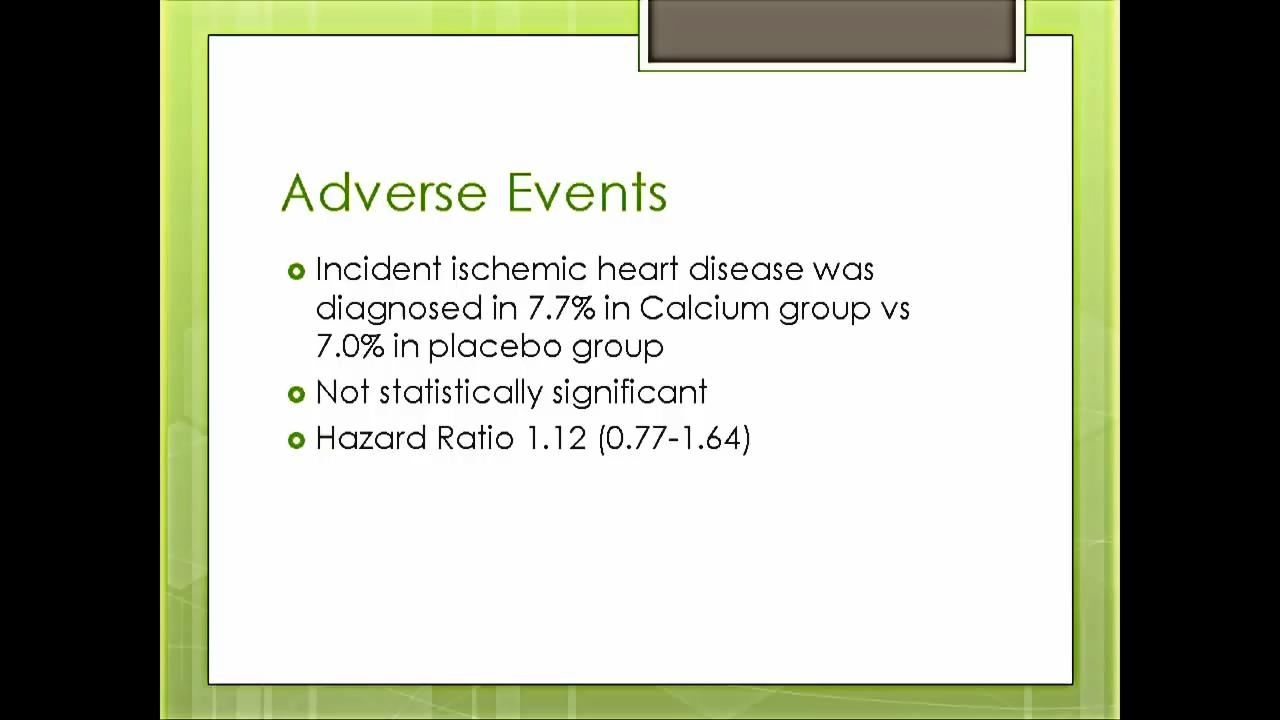 Adverse Events
Incident ischemic heart disease was
diagnosed in 7.7% in Calcium group vs
7.0% in placebo group
Not statistically significant
Hazard Ratio 1.12 (0.77-1.64)